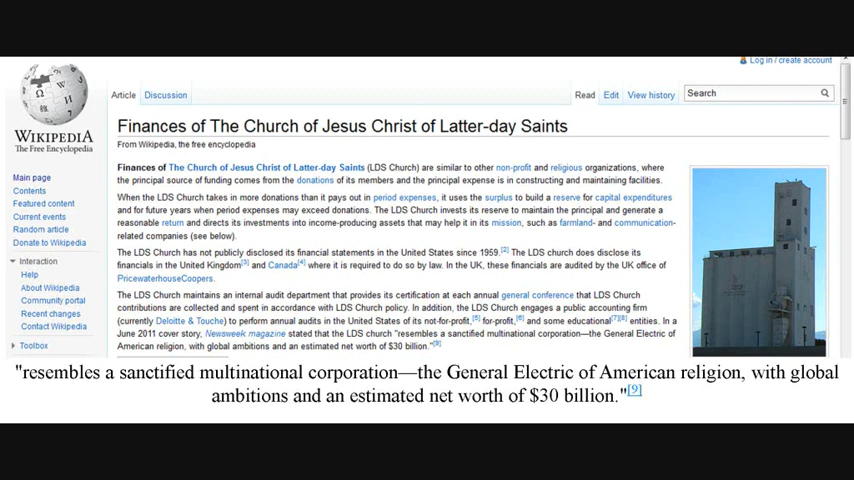 Log in / create account
WIKIPEDIA
The Free Encyclopedia
Main page
Contents
Featured content
Current events
Random article
Donate to Wikipedia
Interaction
Help
About Wikipedia
Community portal
Recent changes
Contact Wikipedia
Toolbox
Article Discussion
Read Edit View history Search
Finances of The Church of Jesus Christ of Latter-day Saints
From Wikipedia, the free encyclopedia
Finances of The Church of Jesus Christ of Latter-day Saints (LDS Church) are similar to other non-profit and religious organizations, where
the principal source of funding comes from the donations of its members and the principal expense is in constructing and maintaining facilities.
When the LDS Church takes in more donations than it pays out in period expenses, it uses the surplus to build a reserve for capital expenditures
and for future years when period expenses may exceed donations. The LDS Church invests its reserve to maintain the principal and generate a
reasonable return and directs its investments into income-producing assets that may help it in its mission, such as farmland- and communication-
related companies (see below).
The LDS Church has not publicly disclosed its financial statements in the United States since 1959.[2] The LDS church does disclose its
financials in the United Kingdom[3] and Canada[4] where it is required to do so by law. In the UK, these financials are audited by the UK office of
PricewaterhouseCoopers.
The LDS Church maintains an internal audit department that provides its certification at each annual general conference that LDS Church
contributions are collected and spent in accordance with LDS Church policy. In addition, the LDS Church engages a public accounting firm
(currently Deloitte & Touche) to perform annual audits in the United States of its not-for-profit,[5] for-profit,[6] and some educational[7][8] entities. In a
June 2011 cover story, Newsweek magazine stated that the LDS church "resembles a sanctified multinational corporation—the General Electric of
American religion, with global ambitions and an estimated net worth of $30 billion."[9]
"resembles a sanctified multinational corporation—the General Electric of American religion, with global
ambitions and an estimated net worth of $30 billion."[9]